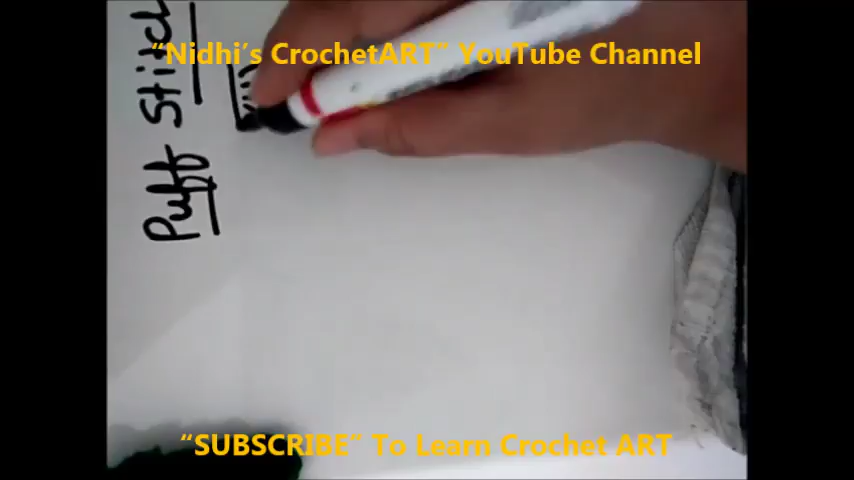 “Nidhi’s CrochetART” YouTube Channel
Puff Stitch
“SUBSCRIBE” To Learn Crochet ART